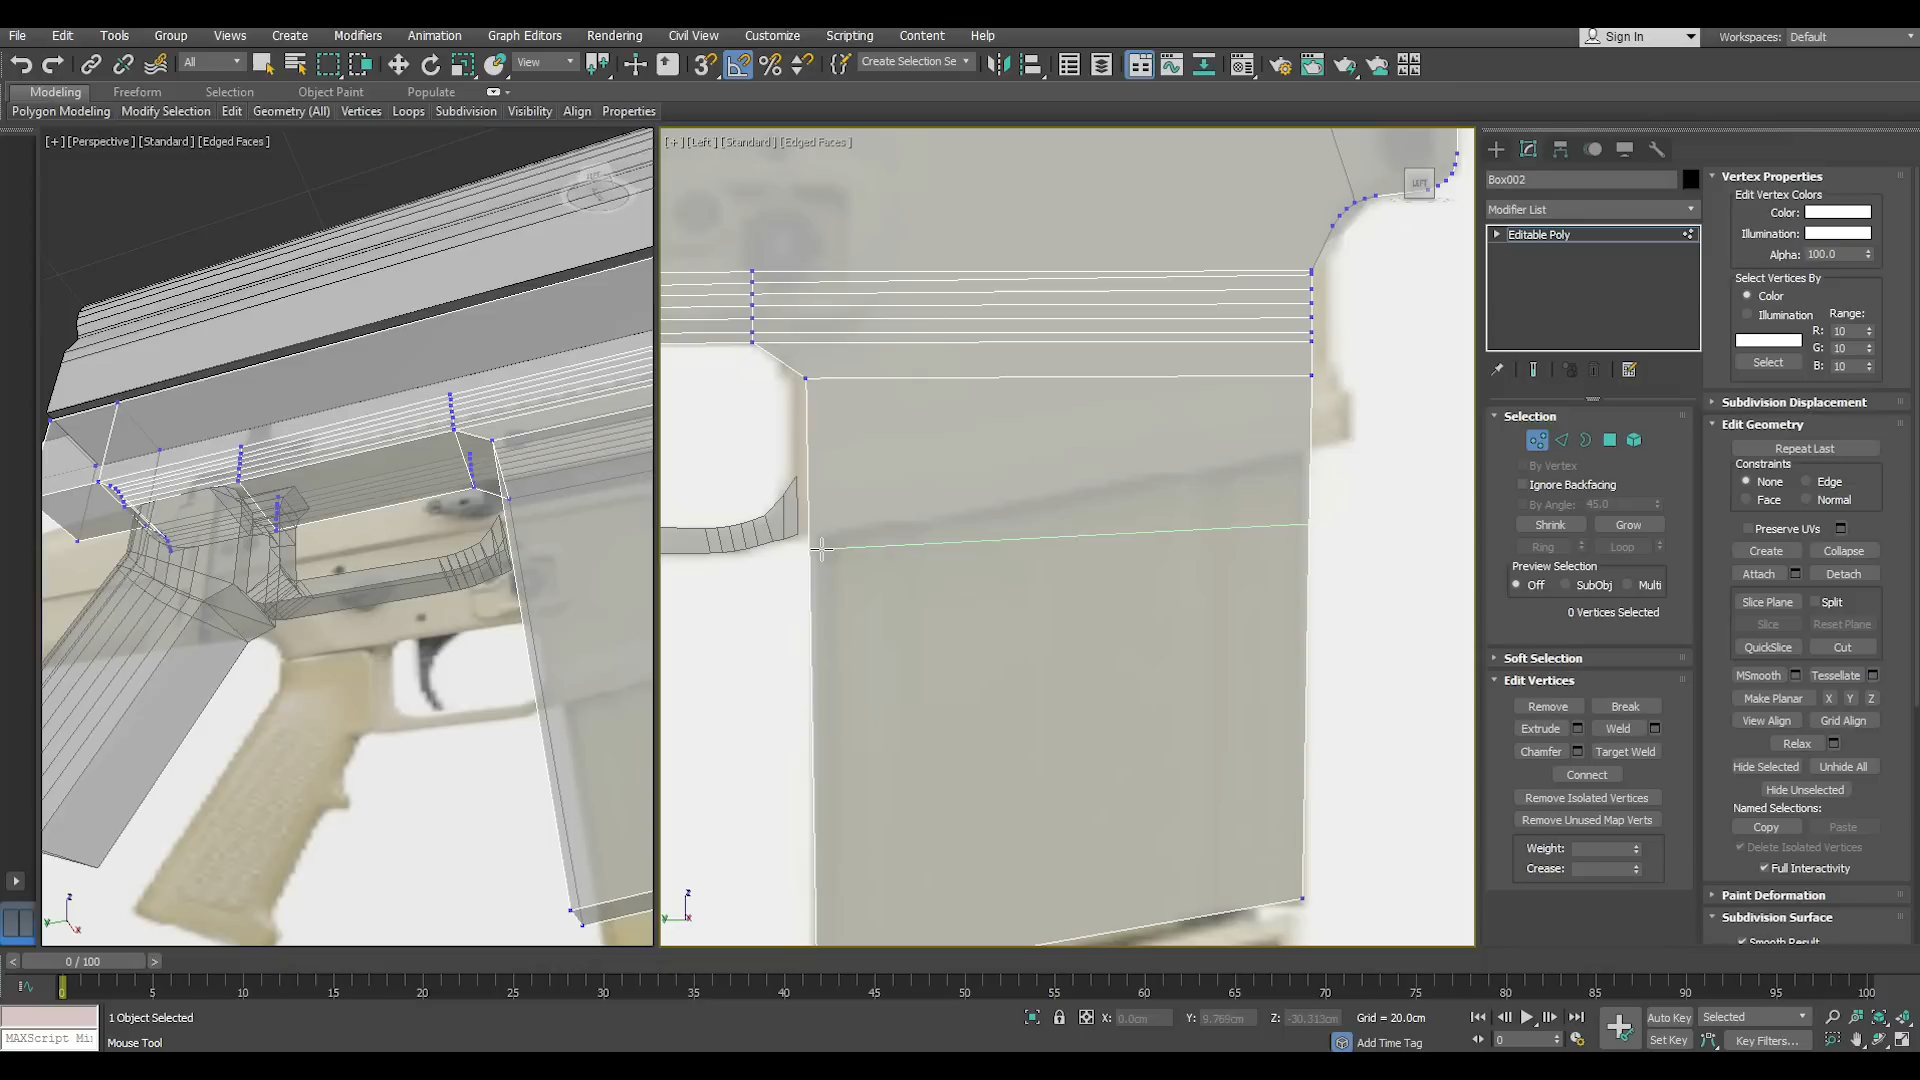 File Edit Tools Group Views Create Modifiers Animation Graph Editors Rendering Civil View Customize Scripting Content Help Sign In Workspaces: Default
All View Create Selection Se
Modeling Freeform Selection Object Paint Populate
Polygon Modeling Modify Selection Edit Geometry (All) Vertices Loops Subdivision Visibility Align Properties
[+] [Perspective] [Standard] [Edged Faces]
[+] [Left] [Standard] [Edged Faces]
LEFT
Box002
Modifier List
Editable Poly
Selection
By Vertex
Ignore Backfacing
By Angle: 45.0
Shrink Grow
Ring Loop
Preview Selection
Off SubObj Multi
0 Vertices Selected
Soft Selection
Edit Vertices
Remove Break
Extrude Weld
Chamfer Target Weld
Connect
Remove Isolated Vertices
Remove Unused Map Verts
Weight:
Crease:
Vertex Properties
Edit Vertex Colors
Color:
Illumination:
Alpha: 100.0
Select Vertices By
Color
Illumination Range:
R: 10
G: 10
Select B: 10
Subdivision Displacement
Edit Geometry
Repeat Last
Constraints
None Edge
Face Normal
Preserve UVs
Create Collapse
Attach Detach
Slice Plane Split
Slice Reset Plane
QuickSlice Cut
MSmooth Tessellate
Make Planar X Y Z
View Align Grid Align
Relax
Hide Selected Unhide All
Hide Unselected
Named Selections:
Copy Paste
Delete Isolated Vertices
Full Interactivity
Paint Deformation
Subdivision Surface
Smooth Result
z y x
z y x
< 0 / 100 >
0 5 10 15 20 25 30 35 40 45 50 55 60 65 70 75 80 85 90 95 100
1 Object Selected X: 0.0cm Y: 9.769cm Z: -30.313cm Grid = 20.0cm Auto Key Selected
MAXScript Mi Mouse Tool Add Time Tag 0 Set Key Key Filters...